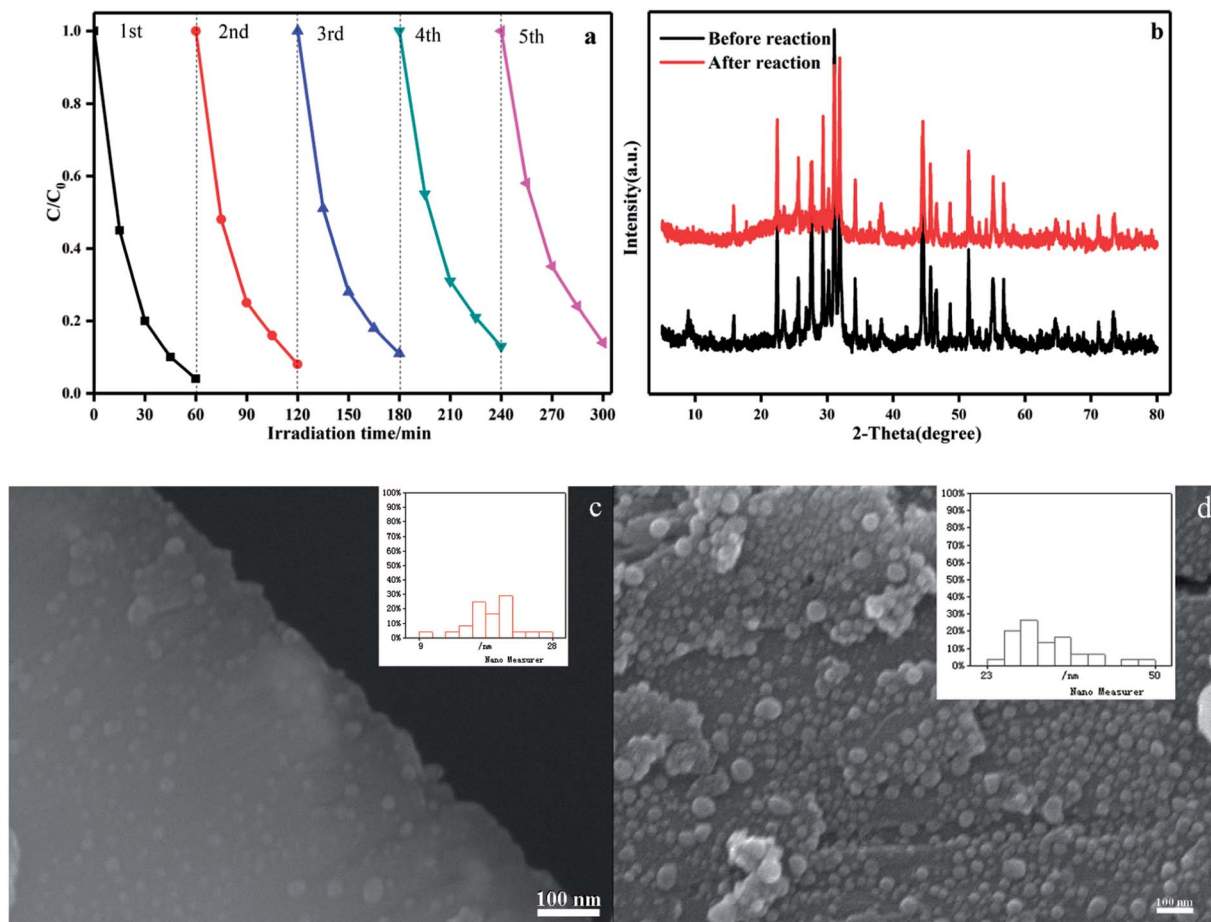 1st 2nd 3rd 4th 5th a
1.0
0.8
0.6
0.4
0.2
0.0
C/C0
0 30 60 90 120 150 180 210 240 270 300
Irradiation time/min
b
Before reaction
After reaction
Intensity(a.u.)
10 20 30 40 50 60 70 80
2-Theta(degree)
c
100%
90%
80%
70%
60%
50%
40%
30%
20%
10%
0%
9 /nm 28
Nano Measurer
100 nm
d
100%
90%
80%
70%
60%
50%
40%
30%
20%
10%
0%
23 /nm 50
Nano Measurer
100 nm